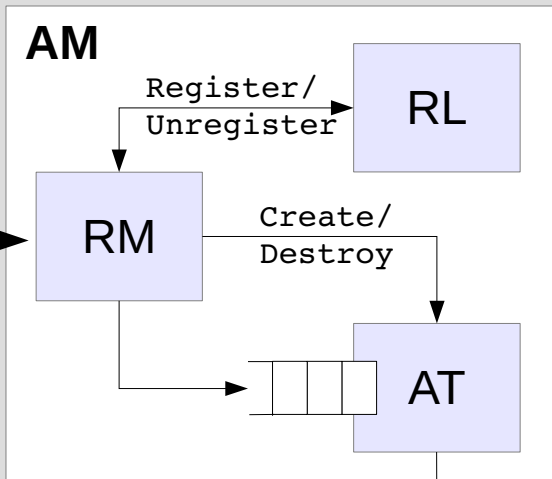 AM
Register/
Unregister
RL
RM
Create/
Destroy
AT